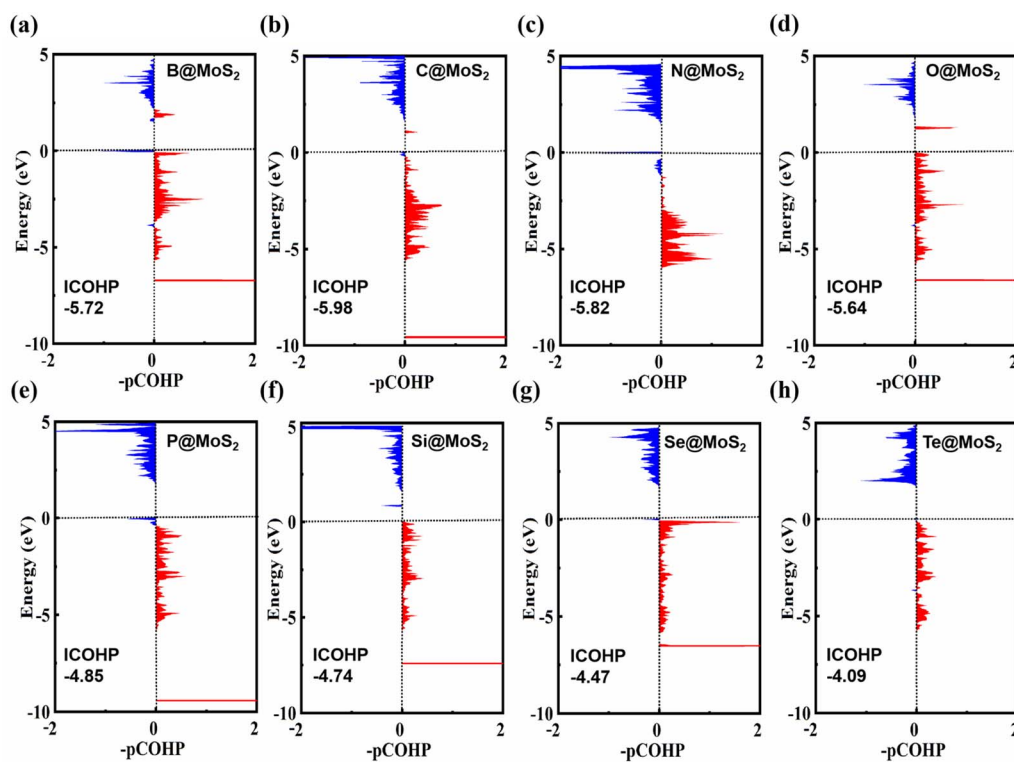 (a)
(b)
(c)
(d)
5
B@MoS2
5
C@MoS2
5
N@MoS2
5
O@MoS2
0
0
0
0
Energy (eV)
Energy (eV)
Energy (eV)
Energy (eV)
-5
-5
-5
-5
ICOHP
-5.72
ICOHP
-5.98
ICOHP
-5.82
ICOHP
-5.64
-10
-10
-10
-10
-2
0
2
-2
0
2
-2
0
2
-2
0
2
-pCOHP
-pCOHP
-pCOHP
-pCOHP
(e)
(f)
(g)
(h)
5
P@MoS2
5
Si@MoS2
5
Se@MoS2
5
Te@MoS2
0
0
0
0
Energy (eV)
Energy (eV)
Energy (eV)
Energy (eV)
-5
-5
-5
-5
ICOHP
-4.85
ICOHP
-4.74
ICOHP
-4.47
ICOHP
-4.09
-10
-10
-10
-10
-2
0
2
-2
0
2
-2
0
2
-2
0
2
-pCOHP
-pCOHP
-pCOHP
-pCOHP